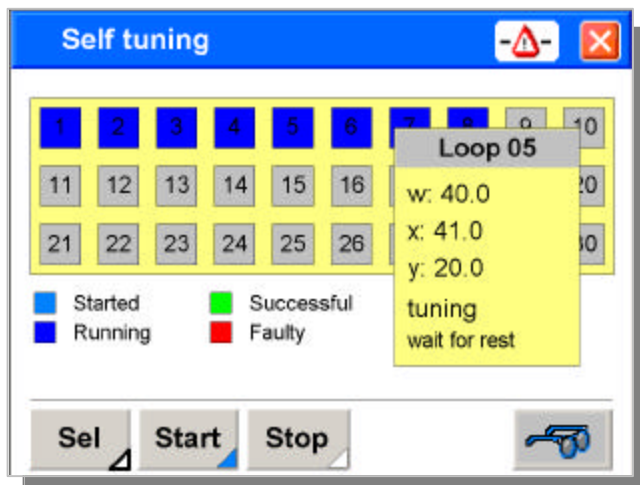 Self tuning
1 2 3 4 5 6 7 8 9 10
Loop 05
11 12 13 14 15 16 20
w: 40.0
x: 41.0
21 22 23 24 25 26 30
y: 20.0
Started Successful
tuning
Running Faulty
wait for rest
Sel Start Stop